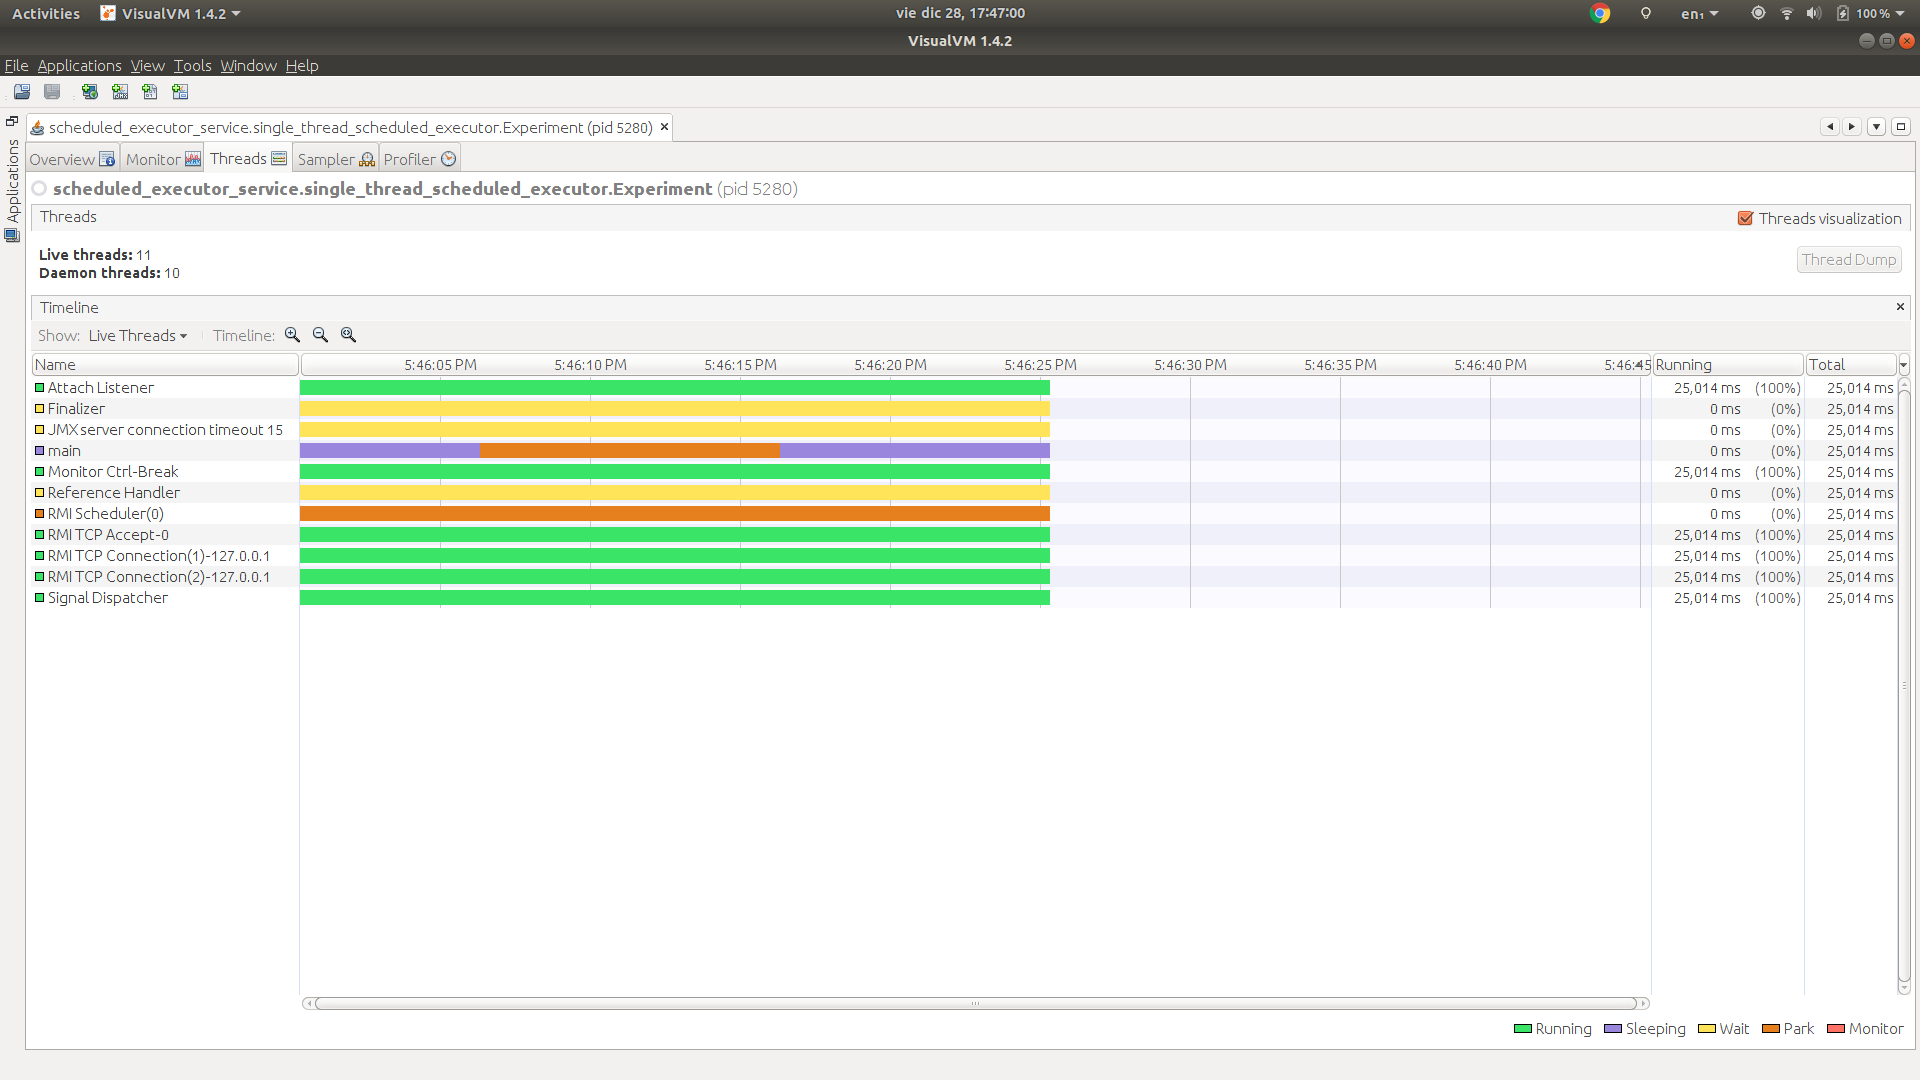 Activities VisualVM 1.4.2 vie dic 28, 17:47:00 en₁ 100 %
VisualVM 1.4.2
File Applications View Tools Window Help
scheduled_executor_service.single_thread_scheduled_executor.Experiment (pid 5280)
Applications
Overview Monitor Threads Sampler Profiler
scheduled_executor_service.single_thread_scheduled_executor.Experiment (pid 5280)
Threads Threads visualization
Live threads: 11
Daemon threads: 10
Thread Dump
Timeline
Show: Live Threads Timeline:
Name 5:46:05 PM 5:46:10 PM 5:46:15 PM 5:46:20 PM 5:46:25 PM 5:46:30 PM 5:46:35 PM 5:46:40 PM 5:46:45 Running Total
Attach Listener 25,014 ms (100%) 25,014 ms
Finalizer 0 ms (0%) 25,014 ms
JMX server connection timeout 15 0 ms (0%) 25,014 ms
main 0 ms (0%) 25,014 ms
Monitor Ctrl-Break 25,014 ms (100%) 25,014 ms
Reference Handler 0 ms (0%) 25,014 ms
RMI Scheduler(0) 0 ms (0%) 25,014 ms
RMI TCP Accept-0 25,014 ms (100%) 25,014 ms
RMI TCP Connection(1)-127.0.0.1 25,014 ms (100%) 25,014 ms
RMI TCP Connection(2)-127.0.0.1 25,014 ms (100%) 25,014 ms
Signal Dispatcher 25,014 ms (100%) 25,014 ms
Running Sleeping Wait Park Monitor